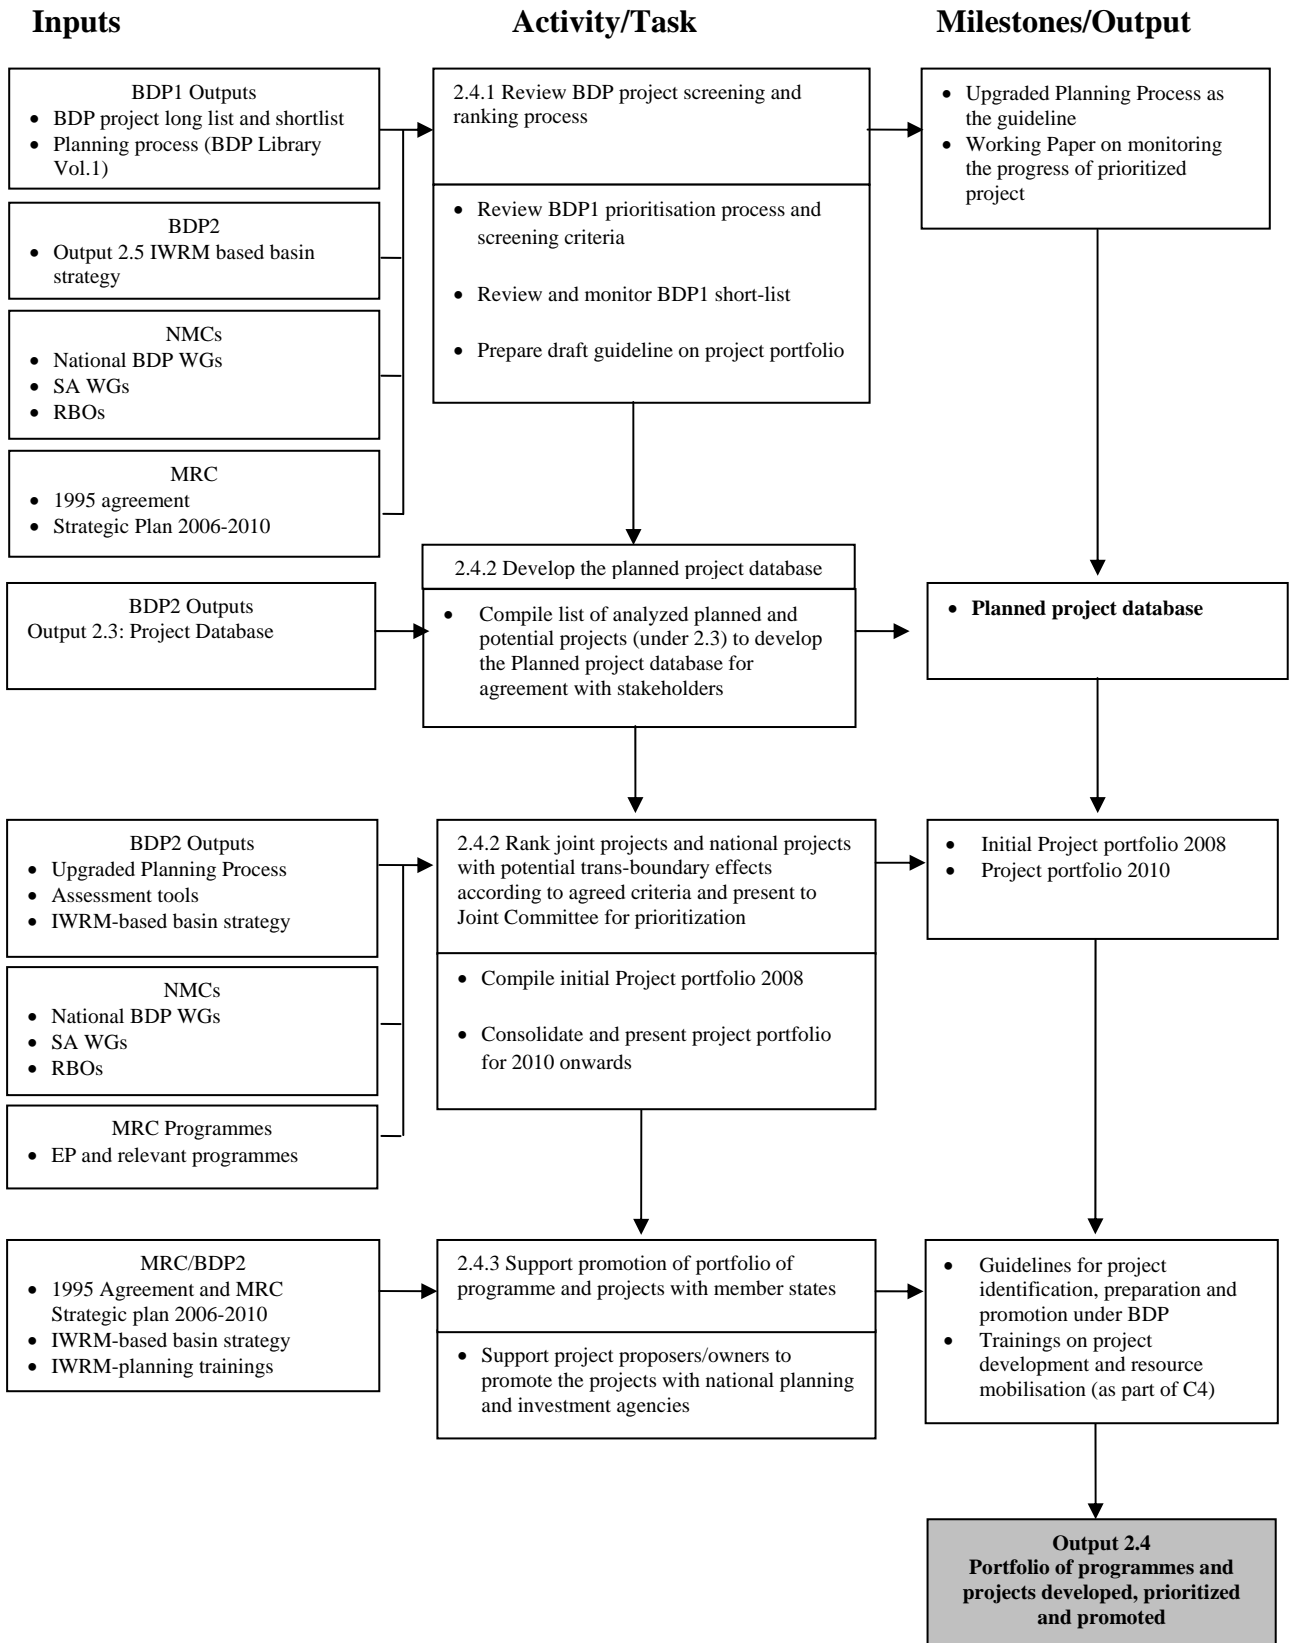 Inputs
Activity/Task
Milestones/Output
BDP1 Outputs
• BDP project long list and shortlist
• Planning process (BDP Library
Vol.1)
2.4.1 Review BDP project screening and
ranking process
• Upgraded Planning Process as
the guideline
• Working Paper on monitoring
the progress of prioritized
project
• Review BDP1 prioritisation process and
screening criteria
• Review and monitor BDP1 short-list
• Prepare draft guideline on project portfolio
BDP2
• Output 2.5 IWRM based basin
strategy
NMCs
• National BDP WGs
• SA WGs
• RBOs
MRC
• 1995 agreement
• Strategic Plan 2006-2010
BDP2 Outputs
Output 2.3: Project Database
2.4.2 Develop the planned project database
• Compile list of analyzed planned and
potential projects (under 2.3) to develop
the Planned project database for
agreement with stakeholders
• Planned project database
BDP2 Outputs
• Upgraded Planning Process
• Assessment tools
• IWRM-based basin strategy
2.4.2 Rank joint projects and national projects
with potential trans-boundary effects
according to agreed criteria and present to
Joint Committee for prioritization
• Initial Project portfolio 2008
• Project portfolio 2010
• Compile initial Project portfolio 2008
• Consolidate and present project portfolio
for 2010 onwards
NMCs
• National BDP WGs
• SA WGs
• RBOs
MRC Programmes
• EP and relevant programmes
MRC/BDP2
• 1995 Agreement and MRC
Strategic plan 2006-2010
• IWRM-based basin strategy
• IWRM-planning trainings
2.4.3 Support promotion of portfolio of
programme and projects with member states
• Support project proposers/owners to
promote the projects with national planning
and investment agencies
• Guidelines for project
identification, preparation and
promotion under BDP
• Trainings on project
development and resource
mobilisation (as part of C4)
Output 2.4
Portfolio of programmes and
projects developed, prioritized
and promoted